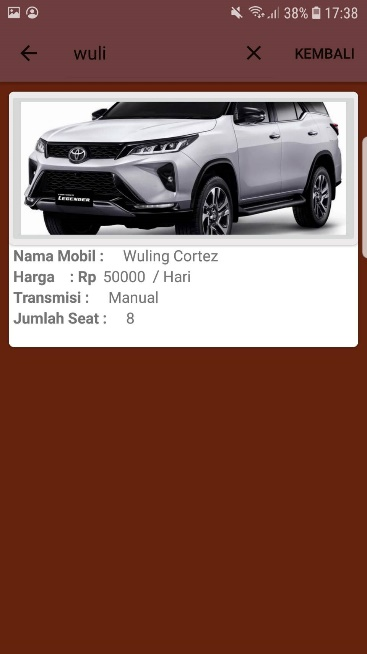 38% 17:38
wuli KEMBALI
LEGENDER
Nama Mobil : Wuling Cortez
Harga : Rp 50000 / Hari
Transmisi : Manual
Jumlah Seat : 8